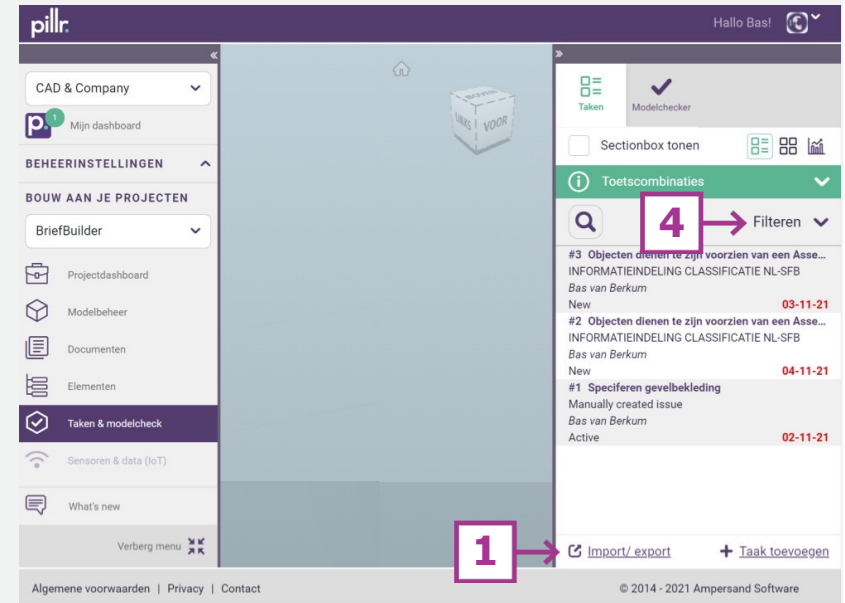 pillr.
Hallo Bas!
«
»
CAD & Company
1
p.
Mijn dashboard
BEHEERINSTELLINGEN
BOUW AAN JE PROJECTEN
BriefBuilder
Projectdashboard
Modelbeheer
Documenten
Elementen
Taken & modelcheck
Sensoren & data (IoT)
What's new
Verberg menu
BOVEN
LINKS
VOOR
Taken
Modelchecker
Sectionbox tonen
Toetscombinaties
4
Filteren
#3 Objecten dienen te zijn voorzien van een Asse...
INFORMATIEINDELING CLASSIFICATIE NL-SFB
Bas van Berkum
New 03-11-21
#2 Objecten dienen te zijn voorzien van een Asse...
INFORMATIEINDELING CLASSIFICATIE NL-SFB
Bas van Berkum
New 04-11-21
#1 Speciferen gevelbekleding
Manually created issue
Bas van Berkum
Active 02-11-21
1
Import/ export
+ Taak toevoegen
Algemene voorwaarden | Privacy | Contact
© 2014 - 2021 Ampersand Software